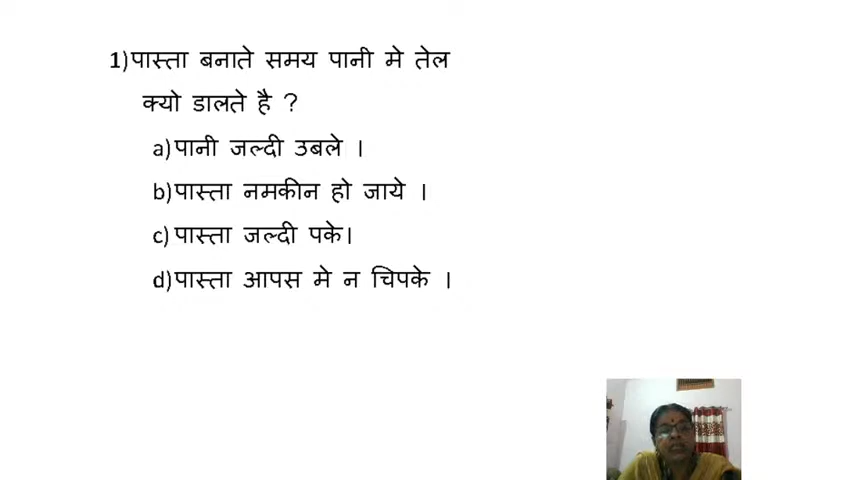 1)पास्ता बनाते समय पानी मे तेल
क्यो डालते है ?
a)पानी जल्दी उबले ।
b)पास्ता नमकीन हो जाये ।
c)पास्ता जल्दी पके।
d)पास्ता आपस मे न चिपके ।